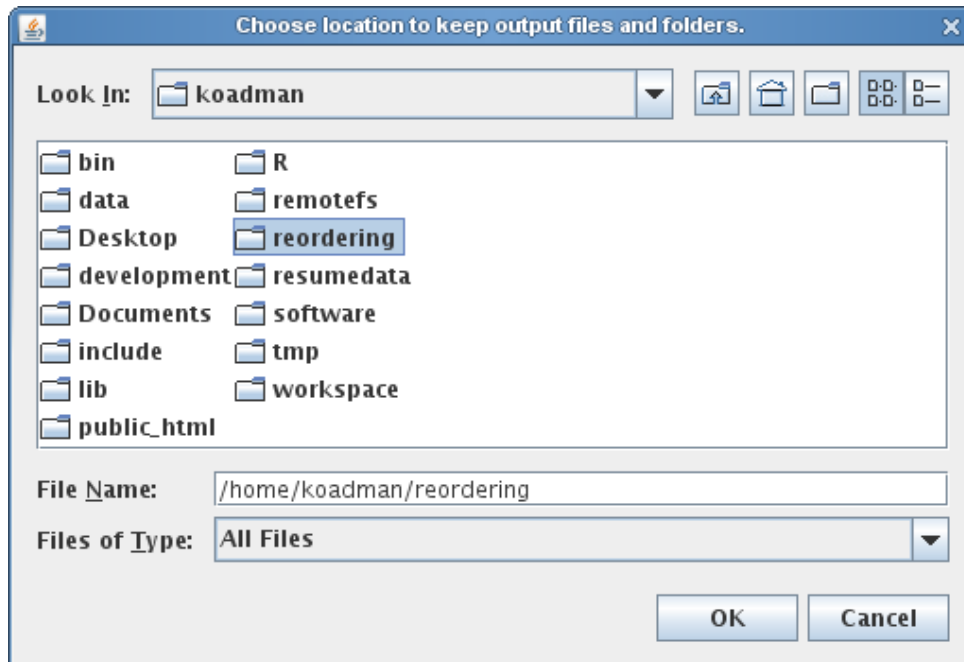 Choose location to keep output files and folders.
Look In: koadman
bin R
data remotefs
Desktop reordering
development resumedata
Documents software
include tmp
lib workspace
public_html
File Name: /home/koadman/reordering
Files of Type: All Files
OK Cancel